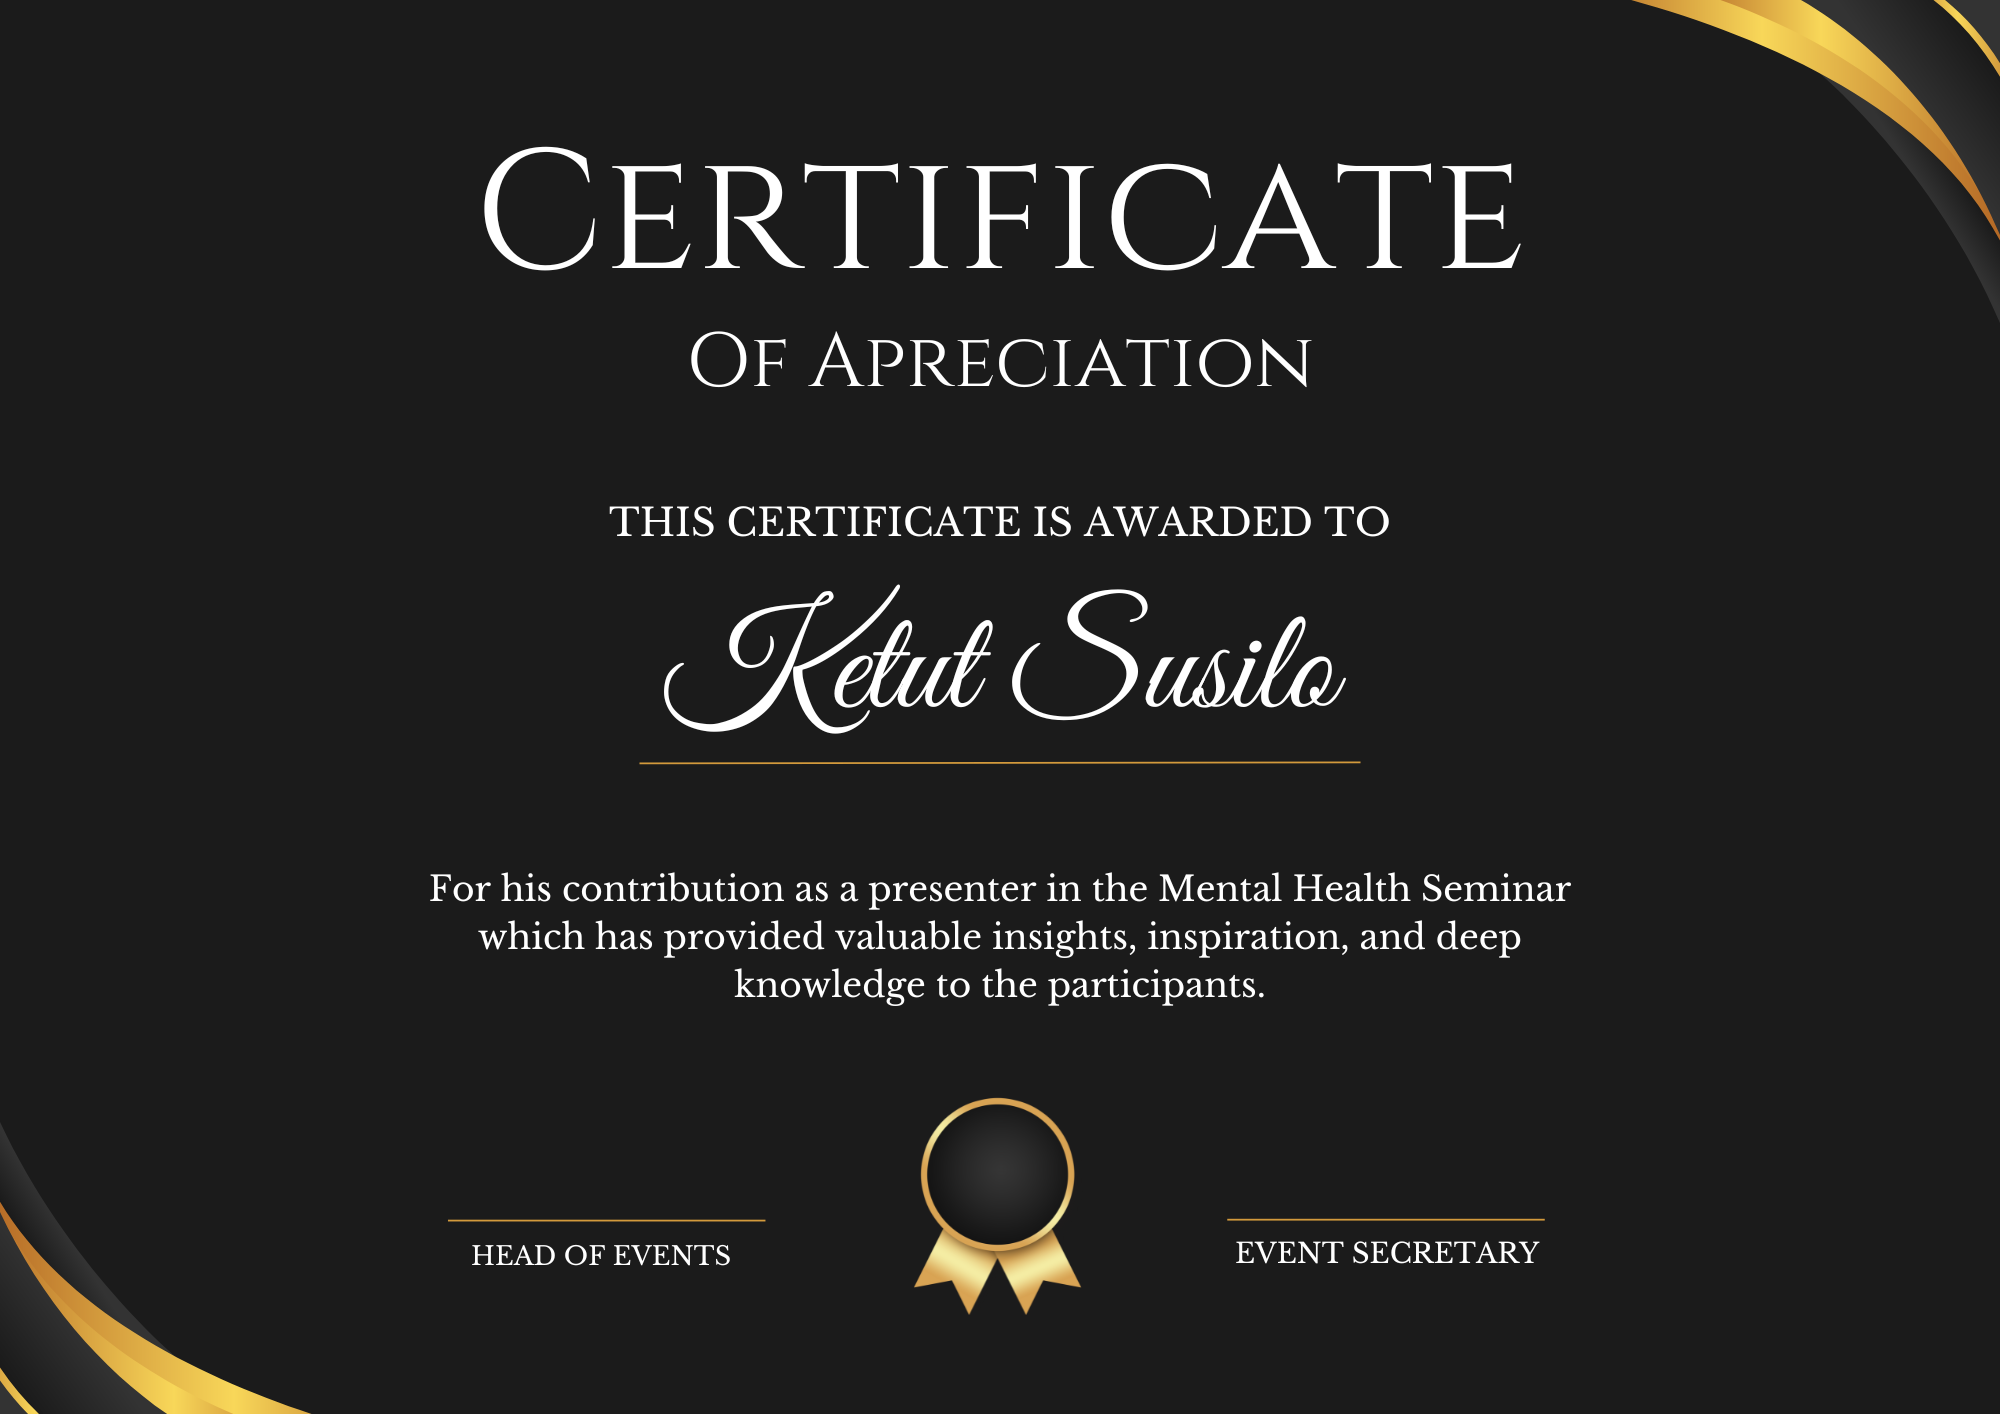 CERTIFICATE
OF APRECIATION
THIS CERTIFICATE IS AWARDED TO
Ketut Susilo
For his contribution as a presenter in the Mental Health Seminar
which has provided valuable insights, inspiration, and deep
knowledge to the participants.
HEAD OF EVENTS
EVENT SECRETARY